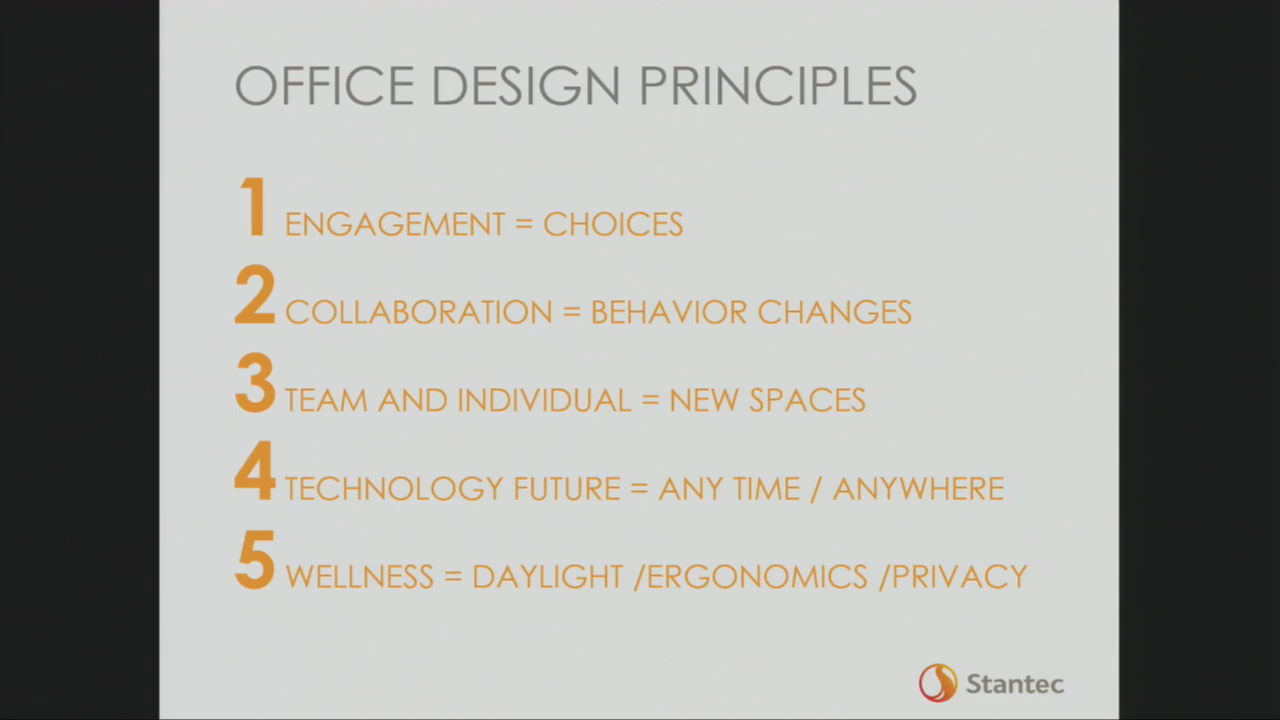 OFFICE DESIGN PRINCIPLES
1 ENGAGEMENT = CHOICES
2 COLLABORATION = BEHAVIOR CHANGES
3 TEAM AND INDIVIDUAL = NEW SPACES
4 TECHNOLOGY FUTURE = ANY TIME / ANYWHERE
5 WELLNESS = DAYLIGHT /ERGONOMICS /PRIVACY
Stantec